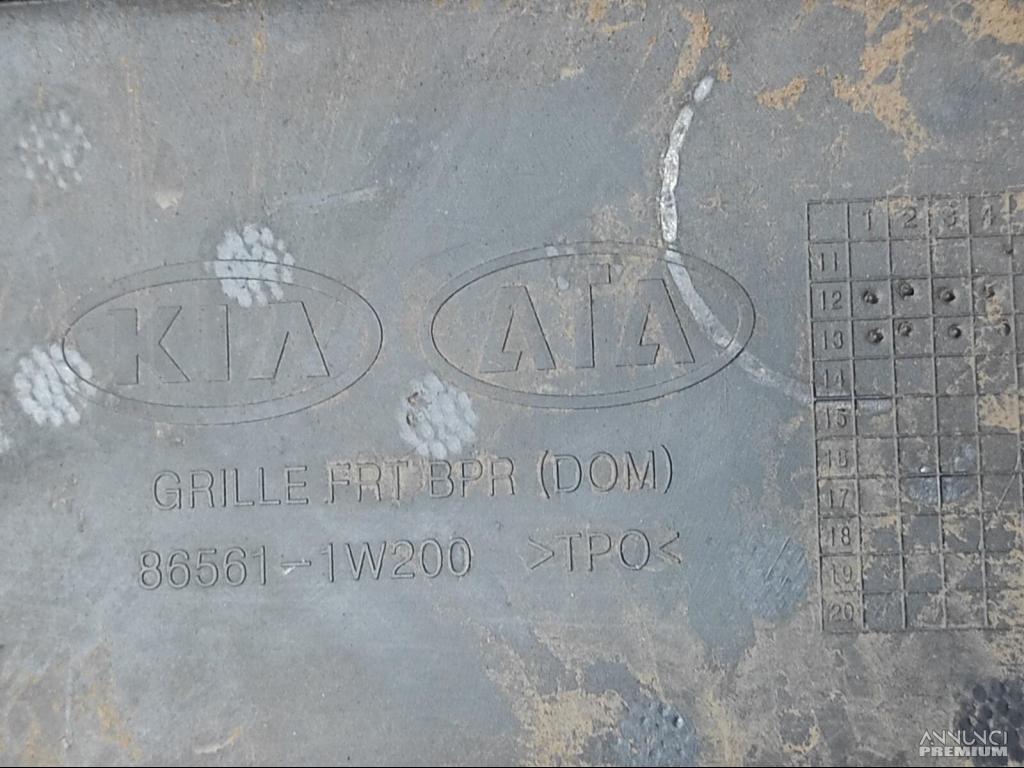 KIA ATA
GRILLE FRT BPR (DOM)
86561-1W200 >TPO<
1 2 3 4
11
12
13
14
15
16
17
18
19
20
ANNUNCI
PREMIUM